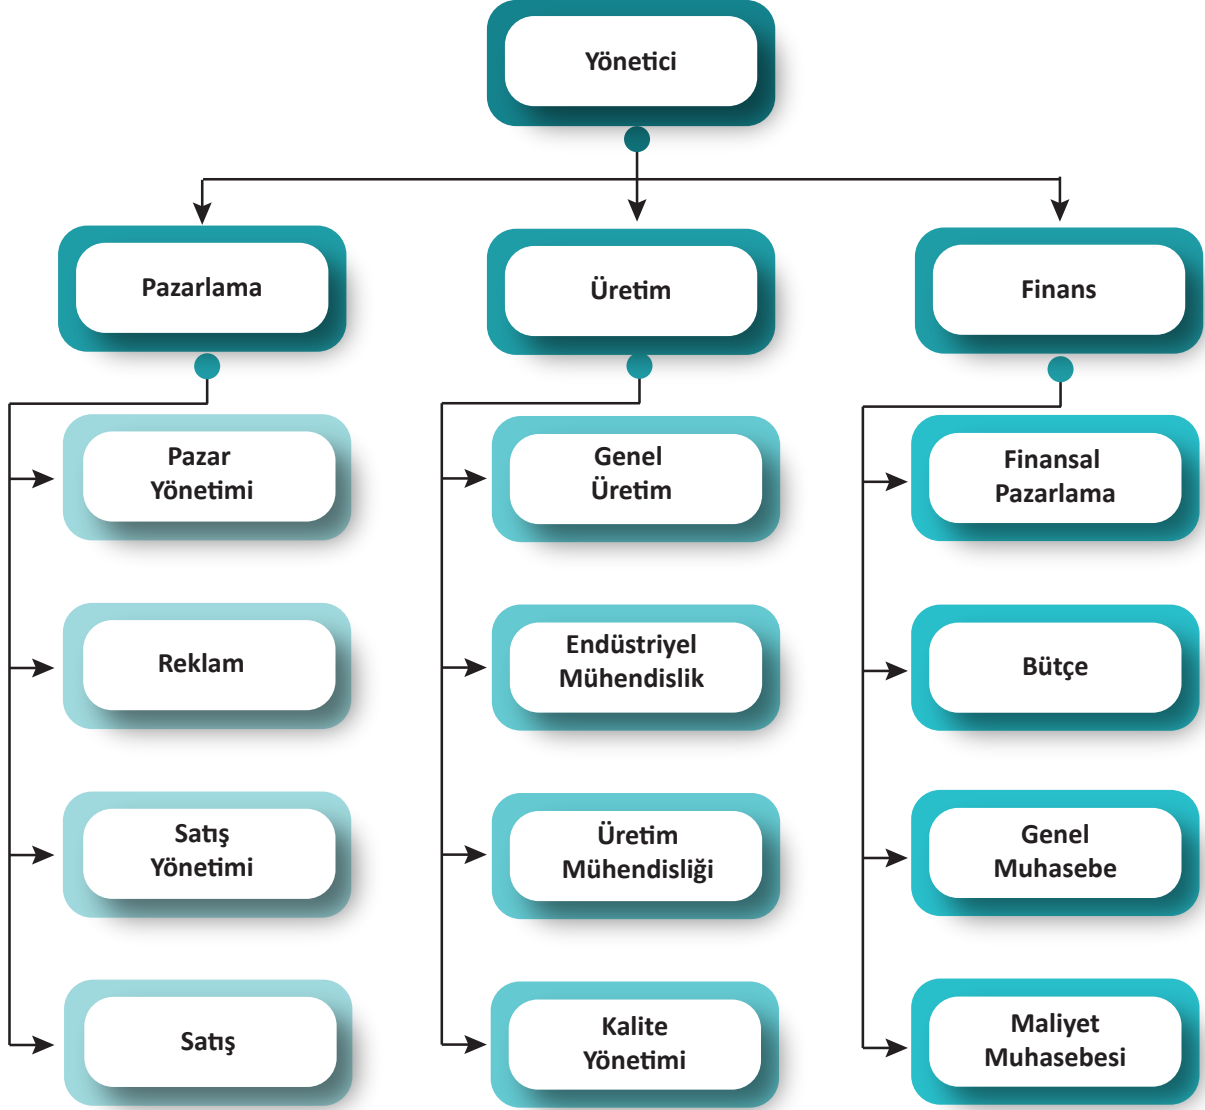 Yönetici
Pazarlama
Üretim
Finans
Pazar
Yönetimi
Reklam
Satış
Yönetimi
Satış
Genel
Üretim
Endüstriyel
Mühendislik
Üretim
Mühendisliği
Kalite
Yönetimi
Finansal
Pazarlama
Bütçe
Genel
Muhasebe
Maliyet
Muhasebesi